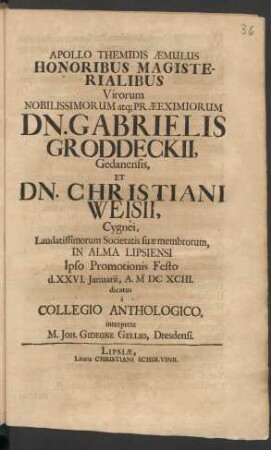 36
APOLLO THEMIDIS ÆMULUS
HONORIBUS MAGISTE-
RIALIBUS
Virorum
NOBILISSIMORUM atq; PRÆEXIMIORUM
DN. GABRIELIS
GRODDECKII,
Gedanensis,
ET
DN. CHRISTIANI
WEISII,
Cygnei,
Laudatissimorum Societatis suæ membrorum,
IN ALMA LIPSIENSI
Ipso Promotionis Festo
d. XXVI. Januarii, A. M DC XCIII.
dicatus
à
COLLEGIO ANTHOLOGICO,
interprete
M. JOH. GIDEONE GELLIO, Dresdensi.
LIPSIÆ,
Literis CHRISTIANI SCHOLVINII.